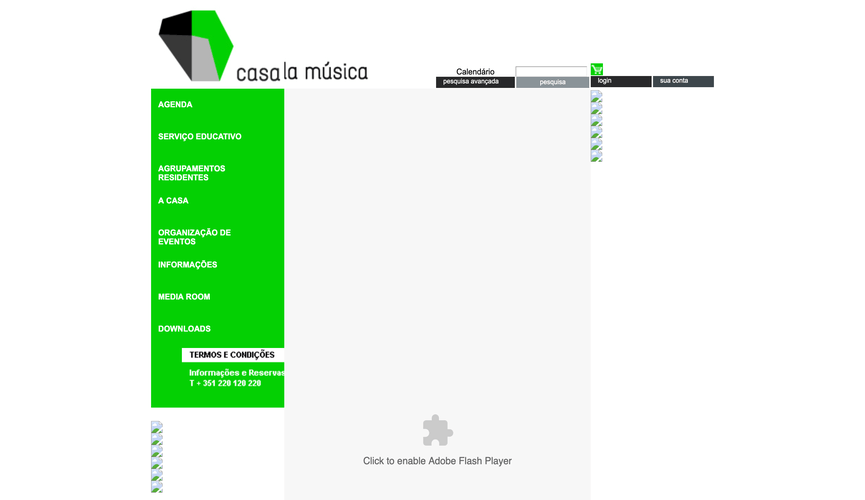 casa la música
Calendário
pesquisa avançada
pesquisa
login
sua conta
AGENDA
SERVIÇO EDUCATIVO
AGRUPAMENTOS
RESIDENTES
A CASA
ORGANIZAÇÃO DE
EVENTOS
INFORMAÇÕES
MEDIA ROOM
DOWNLOADS
TERMOS E CONDIÇÕES
Informações e Reservas
T + 351 220 120 220
Click to enable Adobe Flash Player